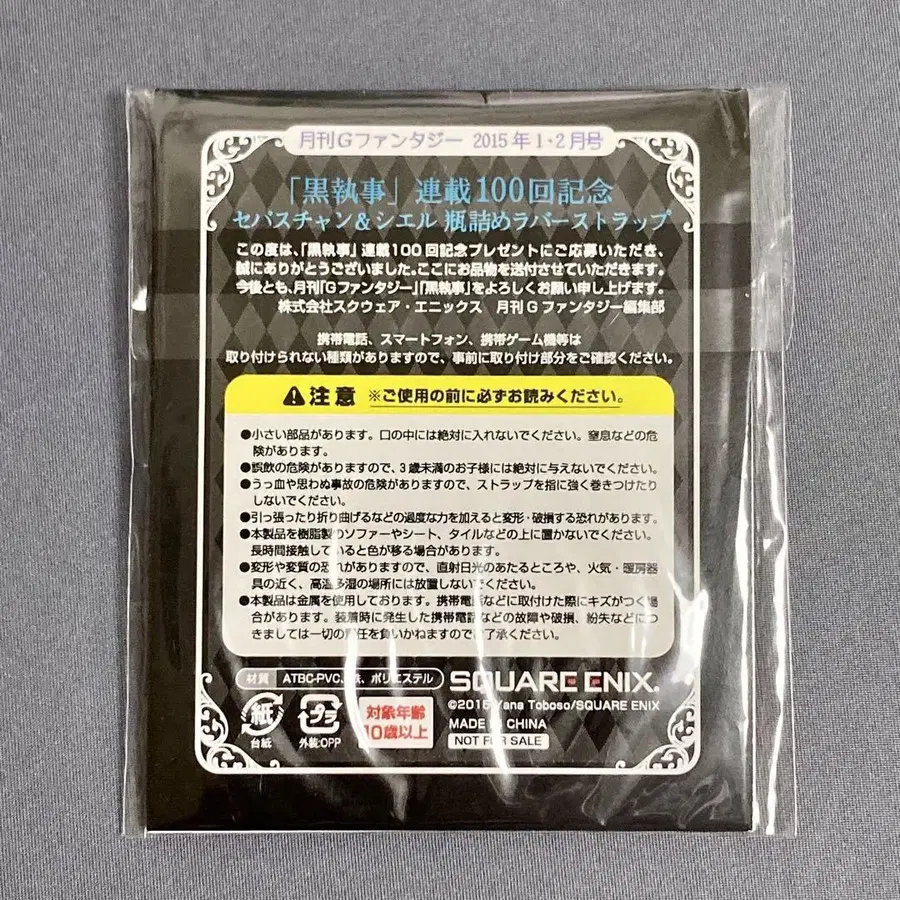 月刊Gファンタジー 2015年1・2月号
「黒執事」連載100回記念
セバスチャン&シエル 瓶詰めラバーストラップ
この度は、「黒執事」連載100回記念プレゼントにご応募いただき、
誠にありがとうございました。ここにお品物を送付させていただきます。
今後とも、月刊「Gファンタジー」「黒執事」をよろしくお願い申し上げます。
株式会社スクウェア・エニックス 月刊Gファンタジー編集部
携帯電話、スマートフォン、携帯ゲーム機等は
取り付けられない種類がありますので、事前に取り付け部分をご確認ください。
注意 ※ご使用の前に必ずお読みください。
●小さい部品があります。口の中には絶対に入れないでください。窒息などの危
険があります。
●誤飲の危険がありますので、3歳未満のお子様には絶対に与えないでください。
●うっ血や思わぬ事故の危険がありますので、ストラップを指に強く巻きつけたり
しないでください。
●引っ張ったり折り曲げるなどの過度な力を加えると変形・破損する恐れがあります。
●本製品を樹脂製のソファーやシート、タイルなどの上に置かないでください。
長時間接触していると色が移る場合があります。
●変形や変質の恐れがありますので、直射日光のあたるところや、火気・暖房器
具の近く、高温多湿の場所には放置しないでください。
●本製品は金属を使用しております。携帯電話などに取付けた際にキズがつく場
合があります。装着時に発生した携帯電話などの故障や破損、紛失などにつ
きましては一切の責任を負いかねますのでご了承ください。
材質 ATBC-PVC、鉄、ポリエステル
SQUARE ENIX.
©2015 Yana Toboso/SQUARE ENIX
紙
台紙
プラ
外装:OPP
対象年齢
10歳以上
MADE IN CHINA
NOT FOR SALE